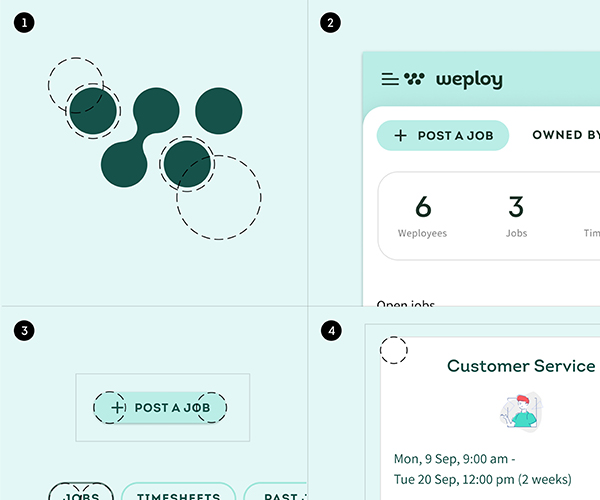 1
2
weploy
+ POST A JOB
OWNED BY
6
3
Weployees
Jobs
Tim
Open jobs
3
4
+ POST A JOB
JOBS
TIMESHEETS
PAST J
Customer Service
Mon, 9 Sep, 9:00 am -
Tue 20 Sep, 12:00 pm (2 weeks)